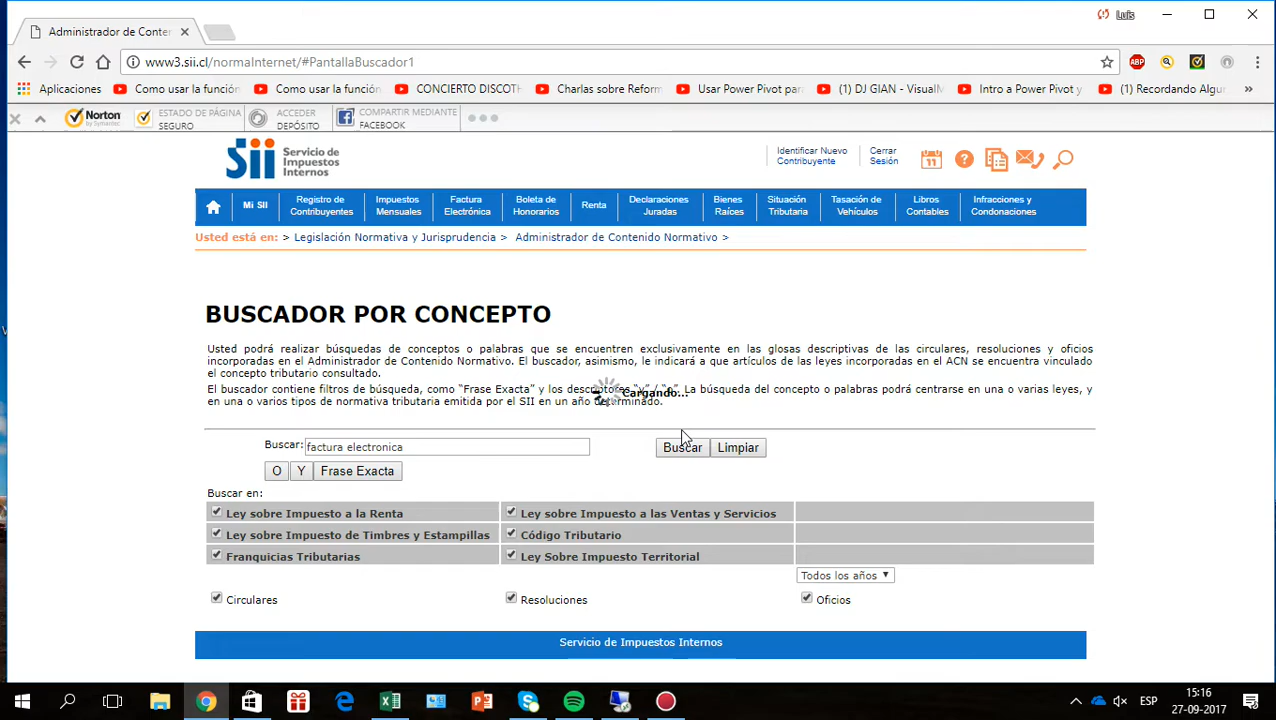 Administrador de Conter
Luis
www3.sii.cl/normaInternet/#PantallaBuscador1
ABP
Aplicaciones
Como usar la función
Como usar la función
CONCIERTO DISCOTH
Charlas sobre Reform
Usar Power Pivot para
(1) DJ GIAN - VisualM
Intro a Power Pivot y
(1) Recordando Algu
»
Norton
by Symantec
ESTADO DE PÁGINA
SEGURO
ACCEDER
DEPÓSITO
COMPARTIR MEDIANTE
FACEBOOK
Sii
Servicio de
Impuestos
Internos
Identificar Nuevo
Contribuyente
Cerrar
Sesión
11
Mi SII
Registro de
Contribuyentes
Impuestos
Mensuales
Factura
Electrónica
Boleta de
Honorarios
Renta
Declaraciones
Juradas
Bienes
Raíces
Situación
Tributaria
Tasación de
Vehículos
Libros
Contables
Infracciones y
Condonaciones
Usted está en: > Legislación Normativa y Jurisprudencia > Administrador de Contenido Normativo >
BUSCADOR POR CONCEPTO
Usted podrá realizar búsquedas de conceptos o palabras que se encuentren exclusivamente en las glosas descriptivas de las circulares, resoluciones y oficios
incorporadas en el Administrador de Contenido Normativo. El buscador, asimismo, le indicará a que artículos de las leyes incorporadas en el ACN se encuentra vinculado
el concepto tributario consultado.
El buscador contiene filtros de búsqueda, como “Frase Exacta” y los descriptores “y” / “o”. La búsqueda del concepto o palabras podrá centrarse en una o varias leyes, y
en una o varios tipos de normativa tributaria emitida por el SII en un año determinado.
Cargando...
Buscar: factura electronica
Buscar
Limpiar
O
Y
Frase Exacta
Buscar en:
Ley sobre Impuesto a la Renta
Ley sobre Impuesto a las Ventas y Servicios
Ley sobre Impuesto de Timbres y Estampillas
Código Tributario
Franquicias Tributarias
Ley Sobre Impuesto Territorial
Todos los años
Circulares
Resoluciones
Oficios
Servicio de Impuestos Internos
ESP
15:16
27-09-2017